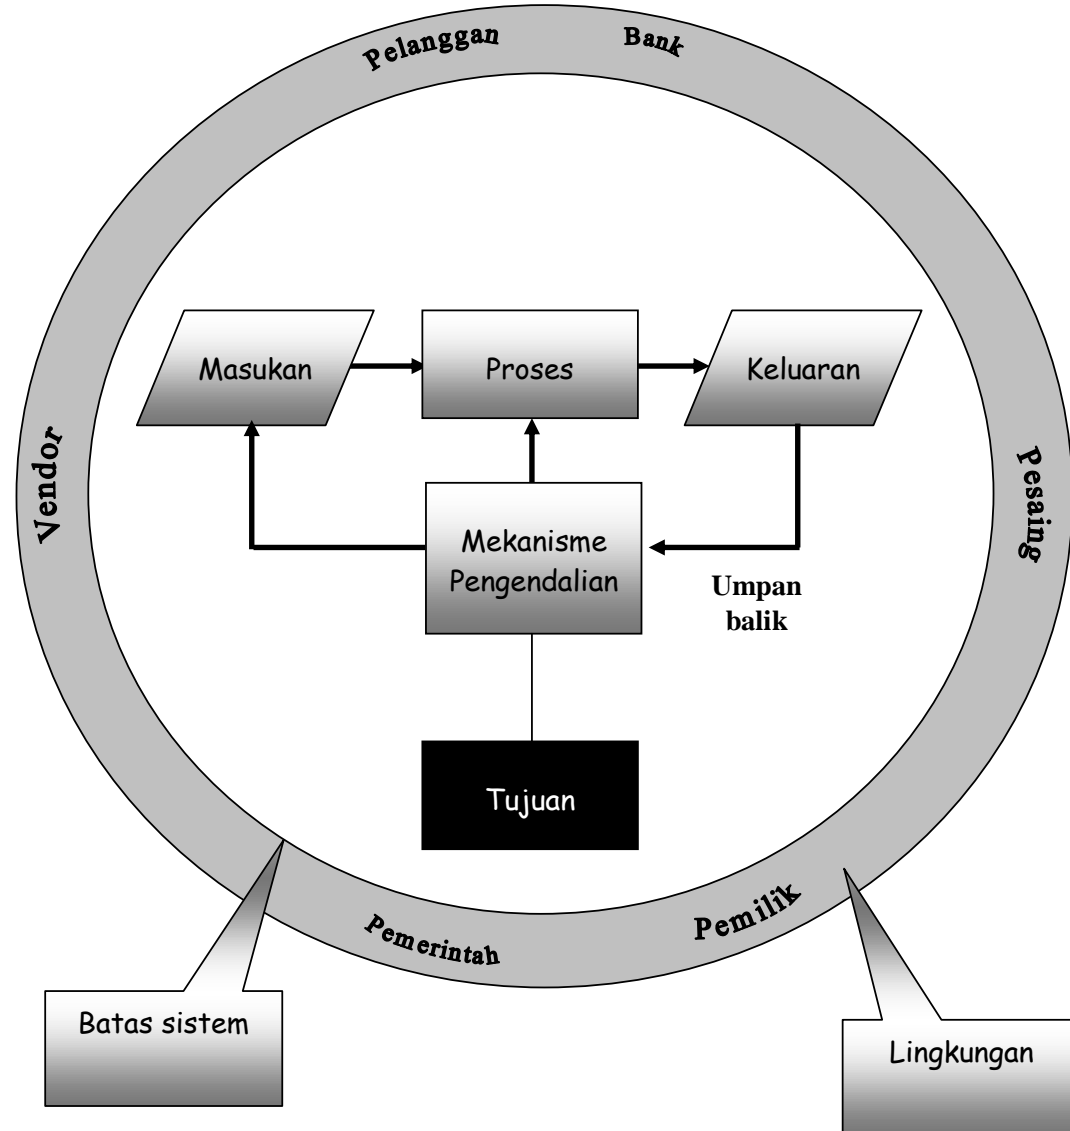 Pelanggan
Bank
Masukan
Proses
Keluaran
Vendor
Pesaing
Mekanisme
Pengendalian
Umpan
balik
Tujuan
Pemerintah
Pemilik
Batas sistem
Lingkungan